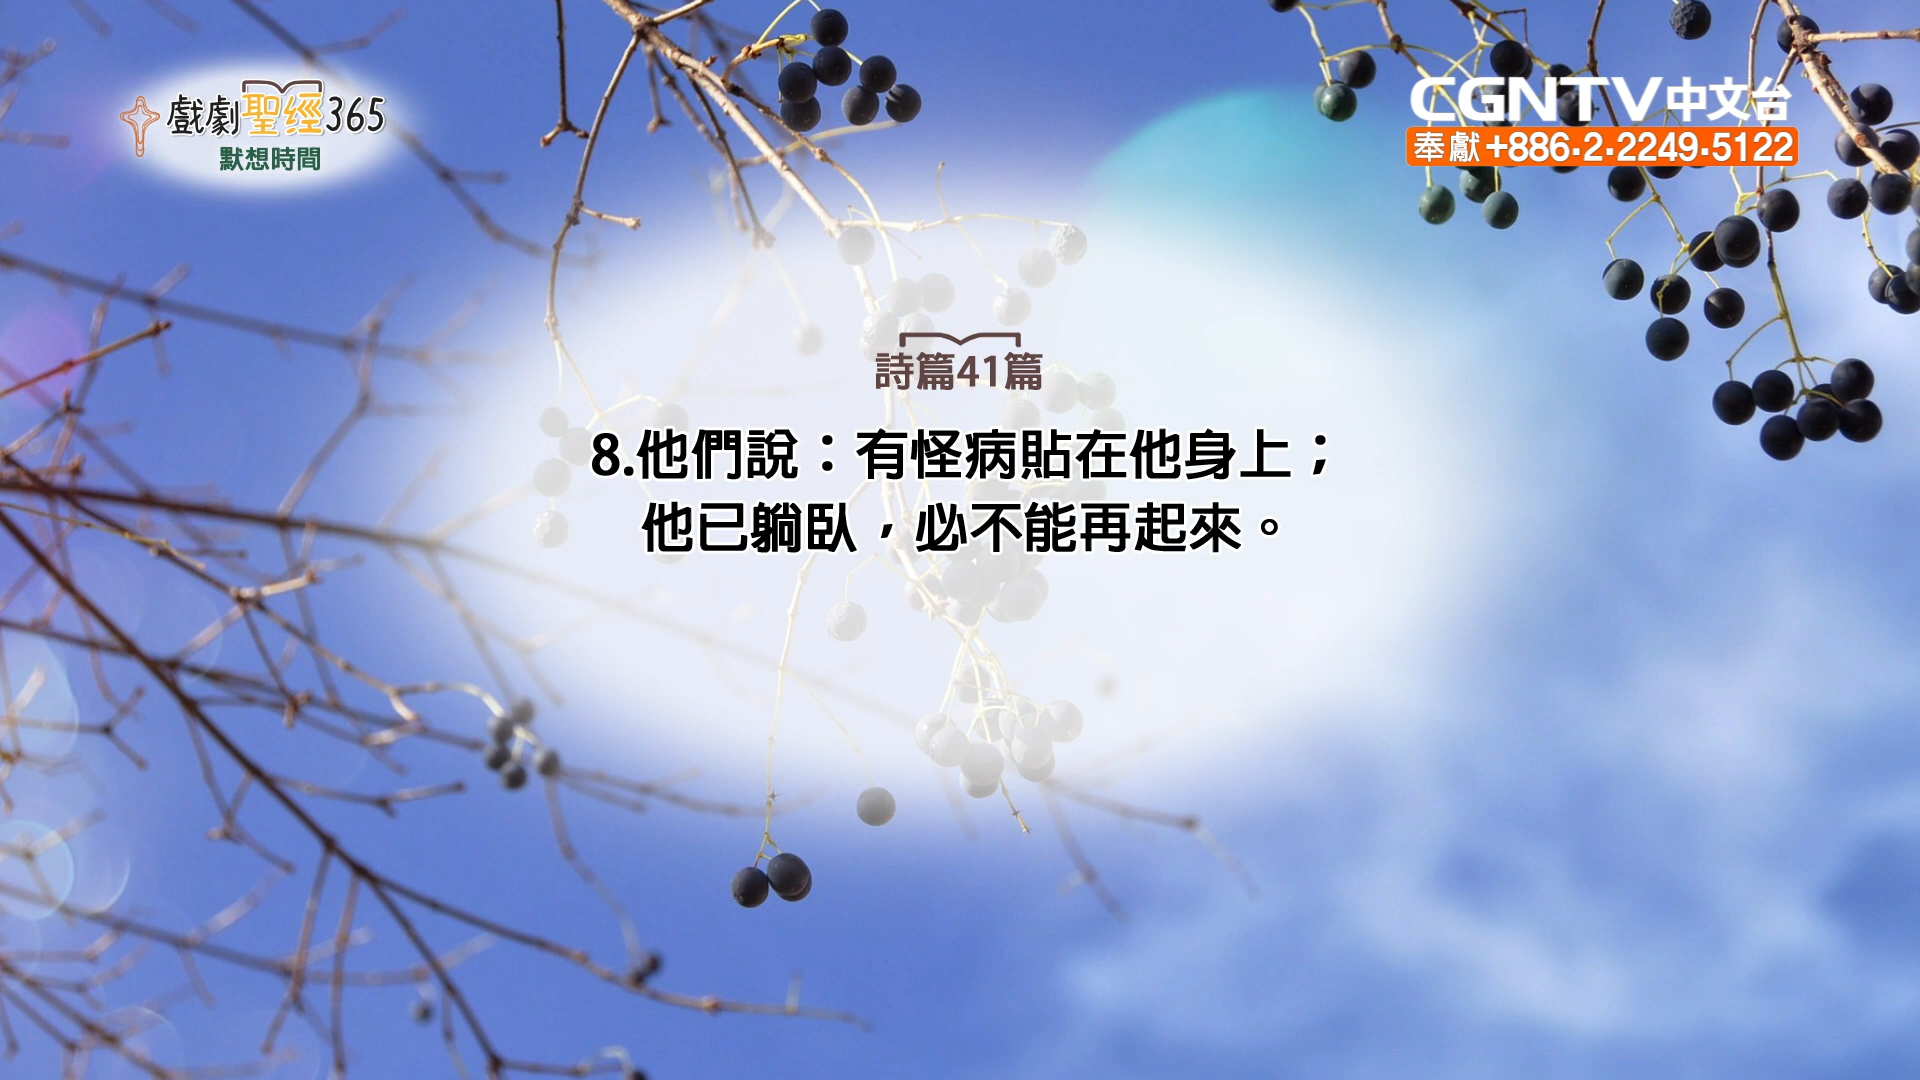 戲劇聖經365
默想時間
CGNTV中文台
奉獻+886·2·2249·5122
詩篇41篇
8.他們說：有怪病貼在他身上；
他已躺臥，必不能再起來。